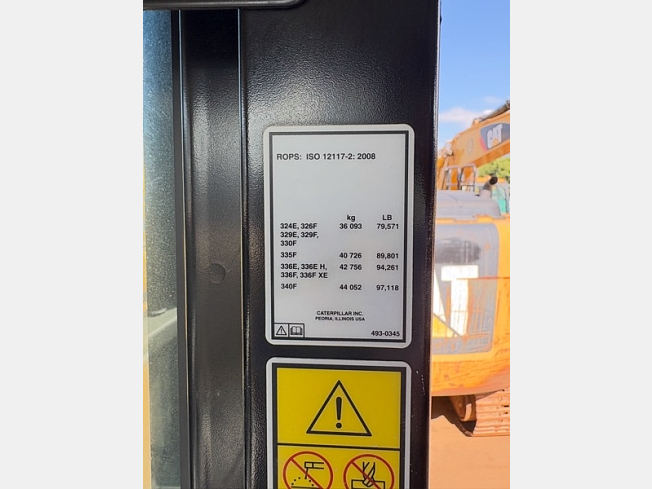 ROPS: ISO 12117-2: 2008
kg LB
324E, 326F 36 093 79,571
329E, 329F,
330F
335F 40 726 89,801
336E, 336E H, 42 756 94,261
336F, 336F XE
340F 44 052 97,118
CATERPILLAR INC.
PEORIA, ILLINOIS USA
493-0345
CAT